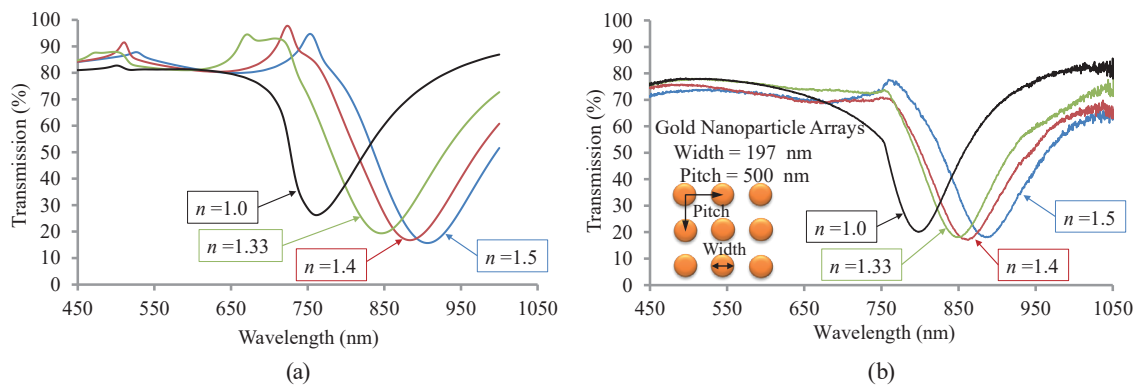 100
90
80
70
60
50
40
30
20
10
0
Transmission (%)
450 550 650 750 850 950 1050
Wavelength (nm)
n =1.0
n =1.33
n =1.4
n =1.5
(a)
100
90
80
70
60
50
40
30
20
10
0
Transmission (%)
450 550 650 750 850 950 1050
Wavelength (nm)
Gold Nanoparticle Arrays
Width = 197 nm
Pitch = 500 nm
Pitch
Width
n =1.0
n =1.33
n =1.4
n =1.5
(b)